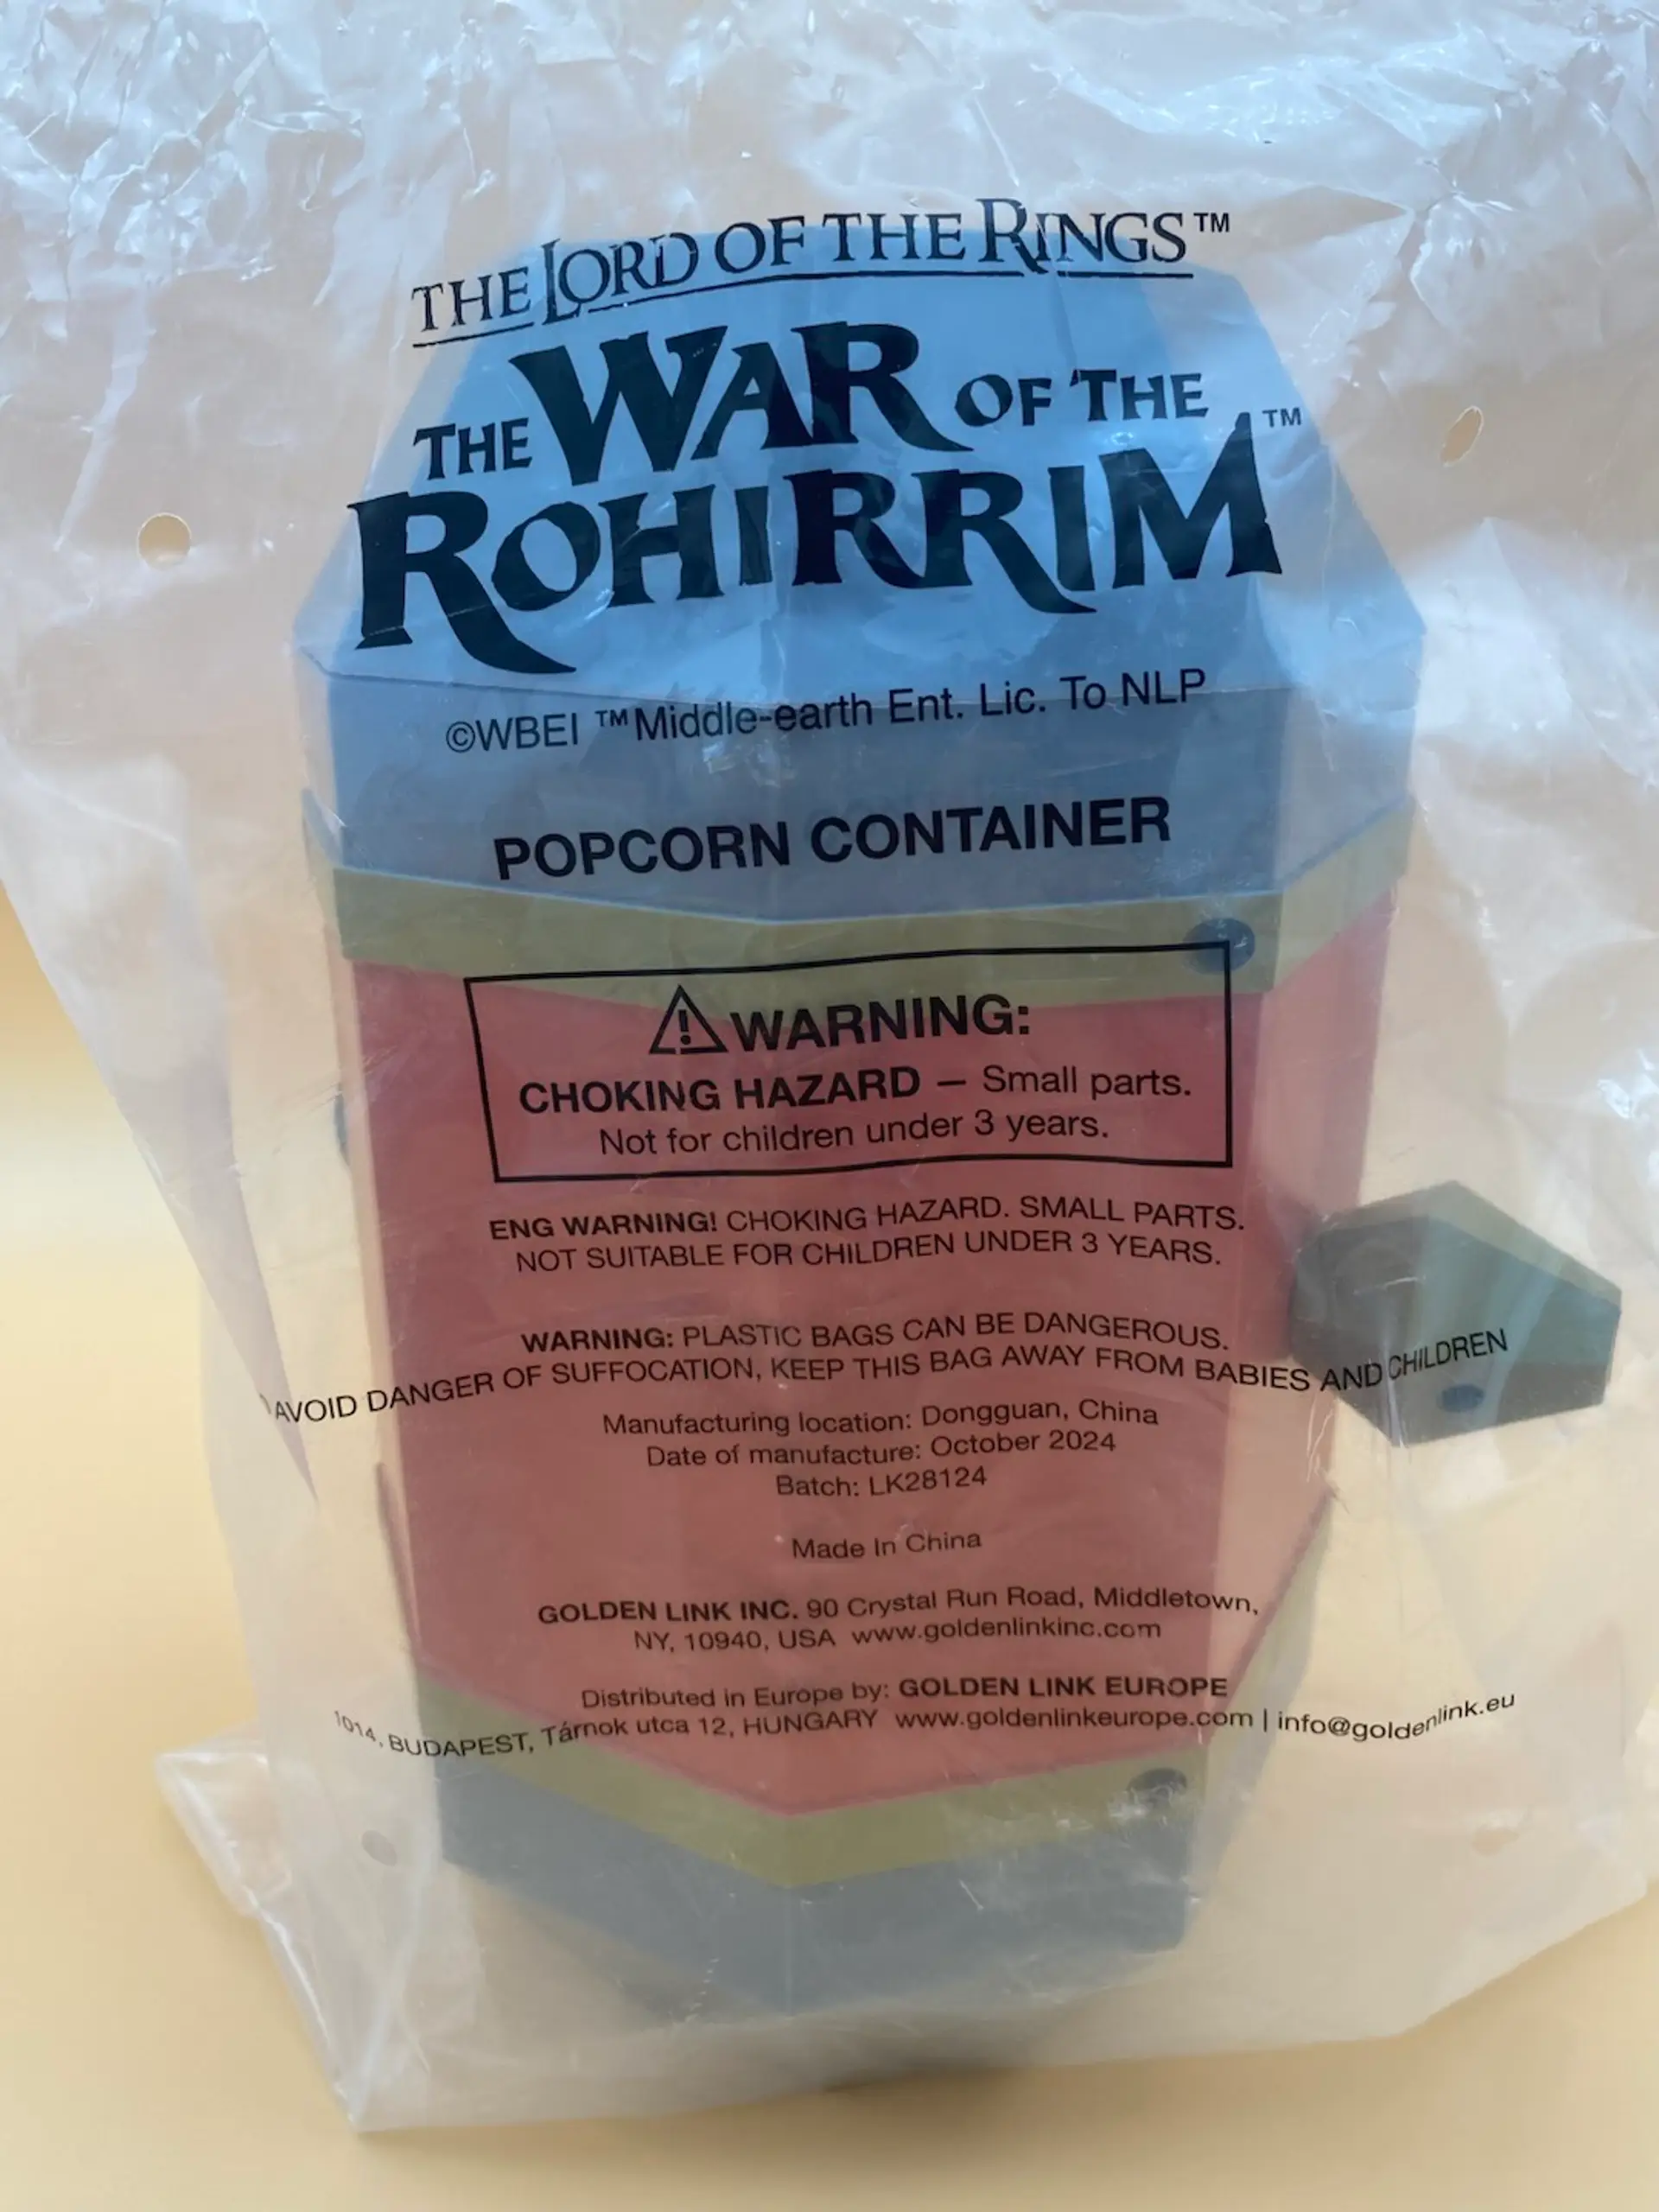 THE LORD OF THE RINGS™
THE WAR OF THE
ROHIRRIM™
©WBEI ™Middle-earth Ent. Lic. To NLP
POPCORN CONTAINER
⚠WARNING:
CHOKING HAZARD — Small parts.
Not for children under 3 years.
ENG WARNING! CHOKING HAZARD. SMALL PARTS.
NOT SUITABLE FOR CHILDREN UNDER 3 YEARS.
WARNING: PLASTIC BAGS CAN BE DANGEROUS.
AVOID DANGER OF SUFFOCATION, KEEP THIS BAG AWAY FROM BABIES AND CHILDREN
Manufacturing location: Dongguan, China
Date of manufacture: October 2024
Batch: LK28124
Made In China
GOLDEN LINK INC. 90 Crystal Run Road, Middletown,
NY, 10940, USA www.goldenlinkinc.com
Distributed in Europe by: GOLDEN LINK EUROPE
1014, BUDAPEST, Tárnok utca 12, HUNGARY www.goldenlinkeurope.com | info@goldenlink.eu